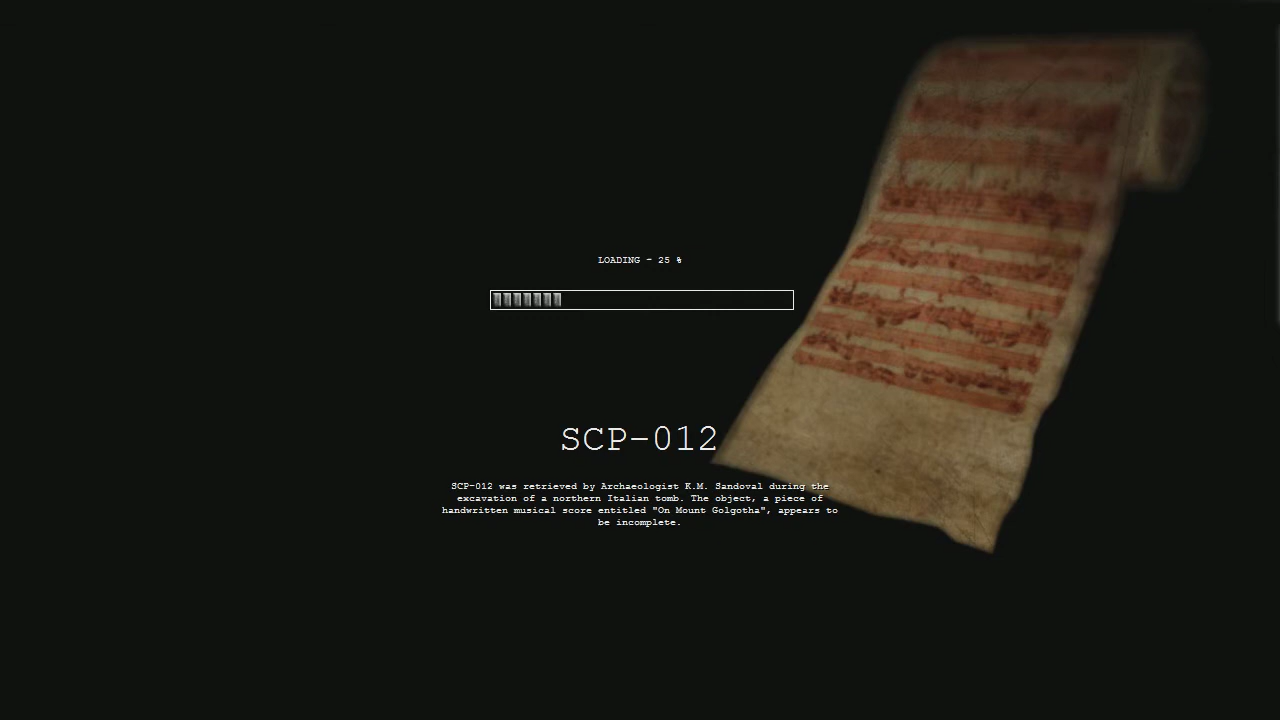 LOADING - 25 %
SCP-012
SCP-012 was retrieved by Archaeologist K.M. Sandoval during the
excavation of a northern Italian tomb. The object, a piece of
handwritten musical score entitled "On Mount Golgotha", appears to
be incomplete.